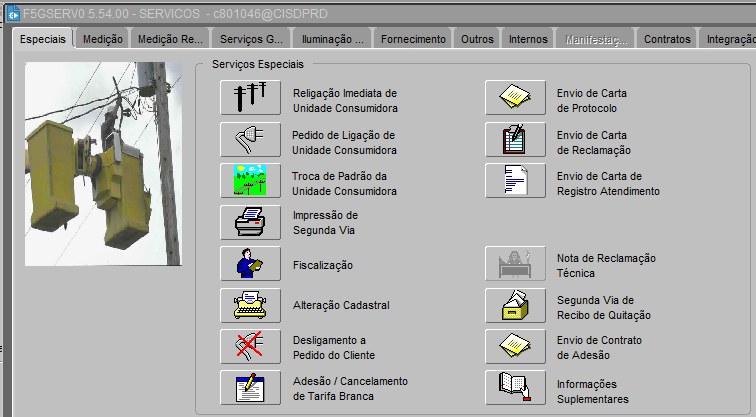 F5GSERV0 5.54.00 - SERVICOS - c801046@CISDPRD
Especiais Medição Medição Re... Serviços G... Iluminação ... Fornecimento Outros Internos Manifestaç... Contratos Integração
Serviços Especiais
Religação Imediata de
Unidade Consumidora
Pedido de Ligação de
Unidade Consumidora
Troca de Padrão da
Unidade Consumidora
Impressão de
Segunda Via
Fiscalização
Alteração Cadastral
Desligamento a
Pedido do Cliente
Adesão / Cancelamento
de Tarifa Branca
Envio de Carta
de Protocolo
Envio de Carta
de Reclamação
Envio de Carta de
Registro Atendimento
Nota de Reclamação
Técnica
Segunda Via de
Recibo de Quitação
Envio de Contrato
de Adesão
Informações
Suplementares